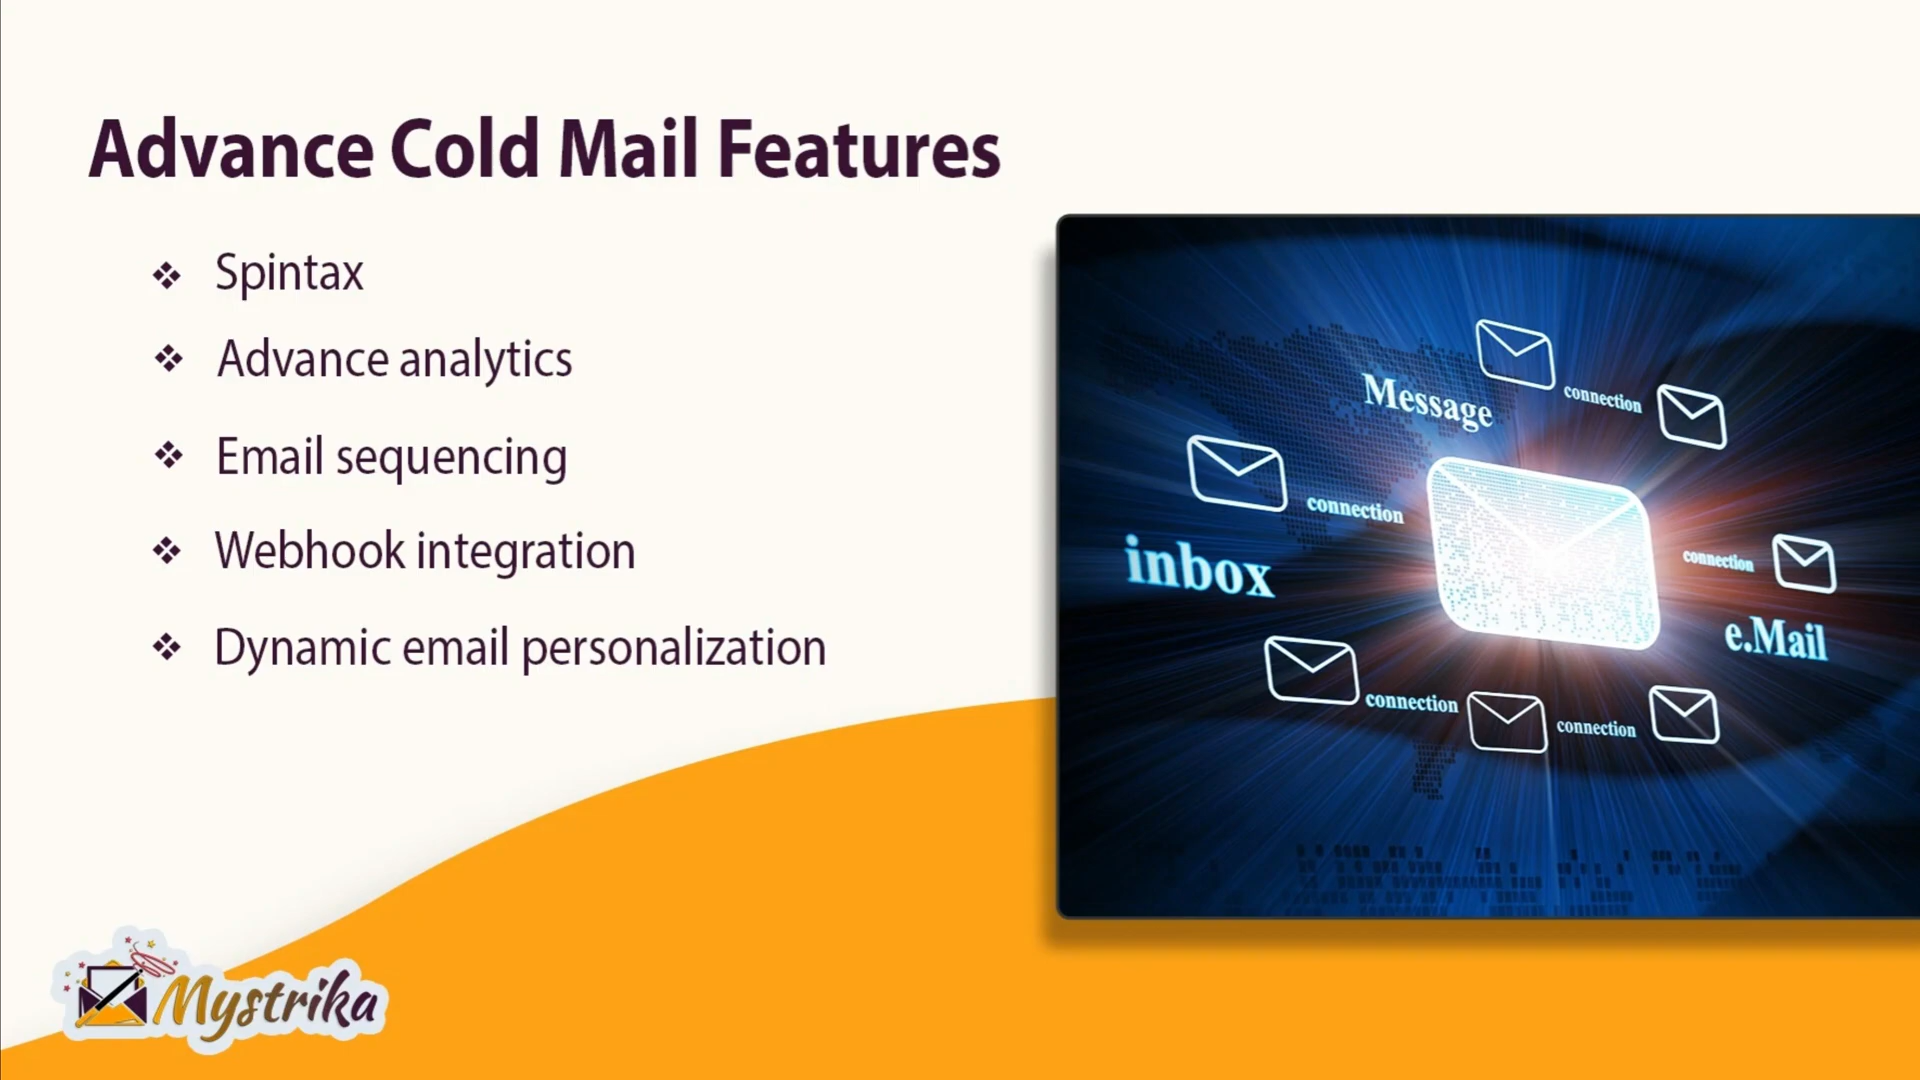 Advance Cold Mail Features
Spintax
Advance analytics
Email sequencing
Webhook integration
Dynamic email personalization
Message
connection
connection
inbox
connection
e.Mail
connection
connection
Mystrika